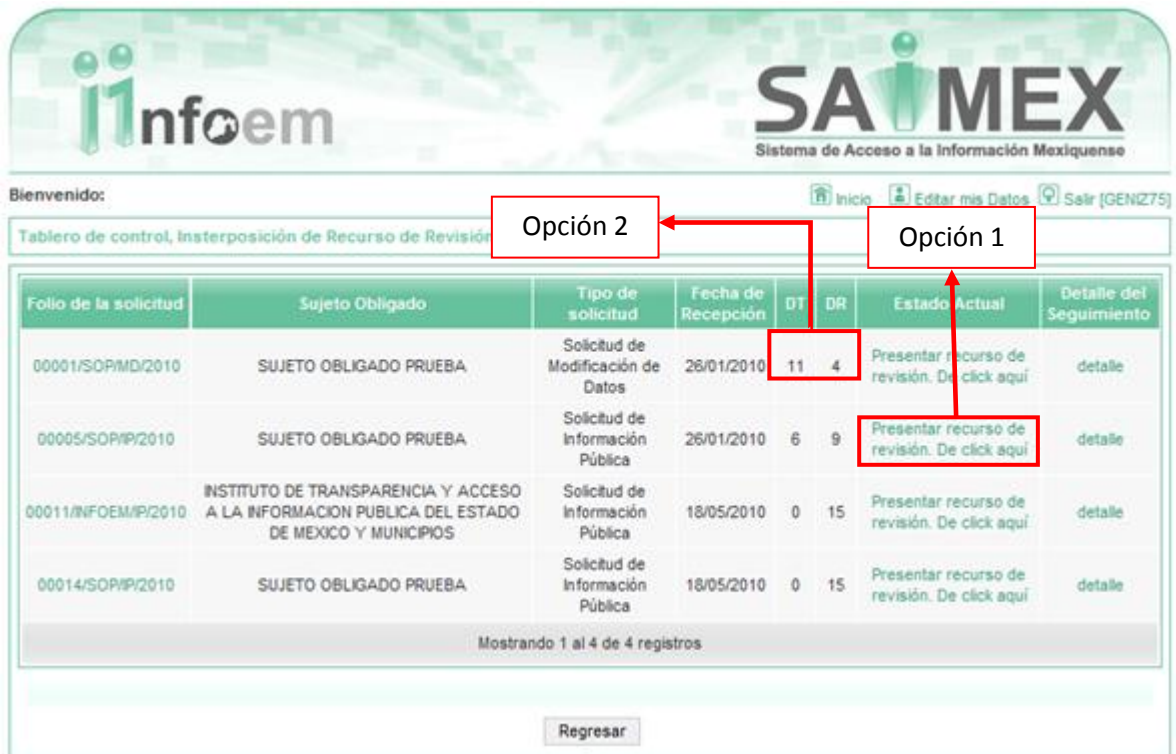 infoem
SAIMEX
Sistema de Acceso a la Información Mexiquense
Bienvenido:
Inicio Editar mis Datos Salir [GENIZ75]
Tablero de control, Insterposición de Recurso de Revisión
Opción 2
Opción 1
Folio de la solicitud Sujeto Obligado Tipo de solicitud Fecha de Recepción DT DR Estado Actual Detalle del Seguimiento
00001/SOP/MD/2010 SUJETO OBLIGADO PRUEBA Solicitud de Modificación de Datos 26/01/2010 11 4 Presentar recurso de revisión. De click aquí detalle
00005/SOP/IP/2010 SUJETO OBLIGADO PRUEBA Solicitud de Información Pública 26/01/2010 6 9 Presentar recurso de revisión. De click aquí detalle
00011/INFOEM/IP/2010 INSTITUTO DE TRANSPARENCIA Y ACCESO A LA INFORMACION PUBLICA DEL ESTADO DE MEXICO Y MUNICIPIOS Solicitud de Información Pública 18/05/2010 0 15 Presentar recurso de revisión. De click aquí detalle
00014/SOP/IP/2010 SUJETO OBLIGADO PRUEBA Solicitud de Información Pública 18/05/2010 0 15 Presentar recurso de revisión. De click aquí detalle
Mostrando 1 al 4 de 4 registros
Regresar